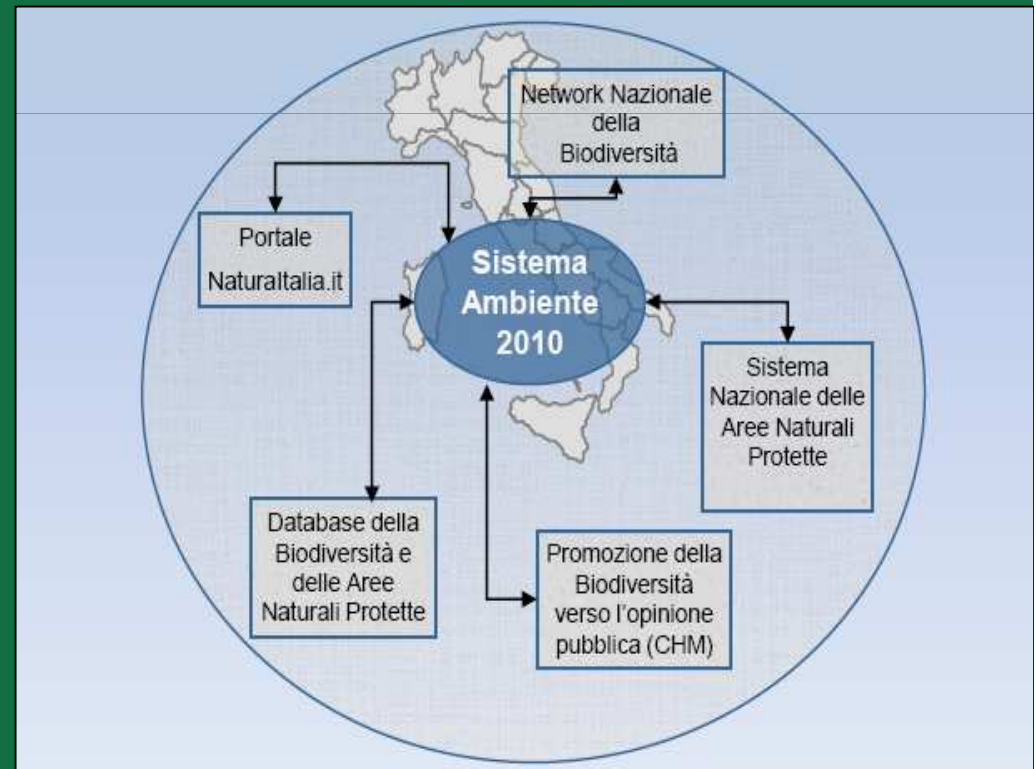 Network Nazionale
della
Biodiversità
Portale
NaturaItalia.it
Sistema
Ambiente
2010
Sistema
Nazionale delle
Aree Naturali
Protette
Database della
Biodiversità e
delle Aree
Naturali Protette
Promozione della
Biodiversità
verso l'opinione
pubblica (CHM)